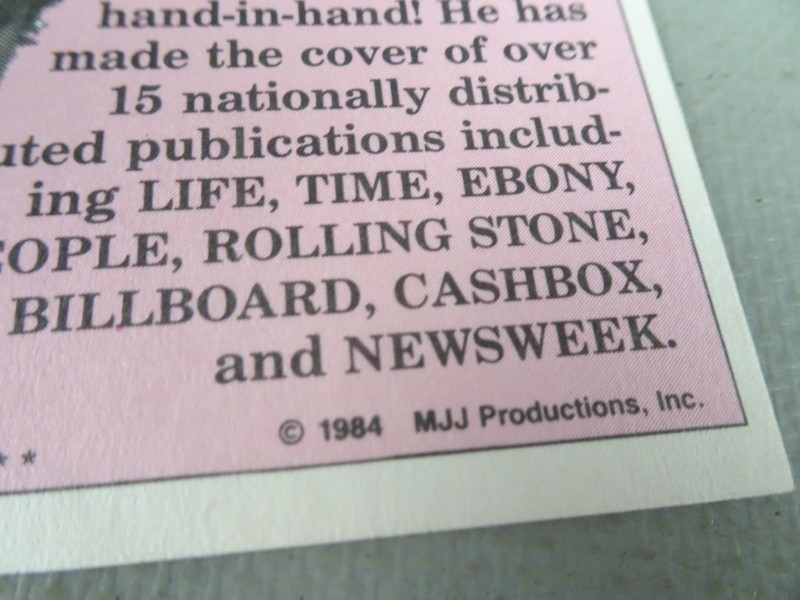 hand-in-hand! He has
made the cover of over
15 nationally distrib-
uted publications includ-
ing LIFE, TIME, EBONY,
EOPLE, ROLLING STONE,
BILLBOARD, CASHBOX,
and NEWSWEEK.
© 1984 MJJ Productions, Inc.
**